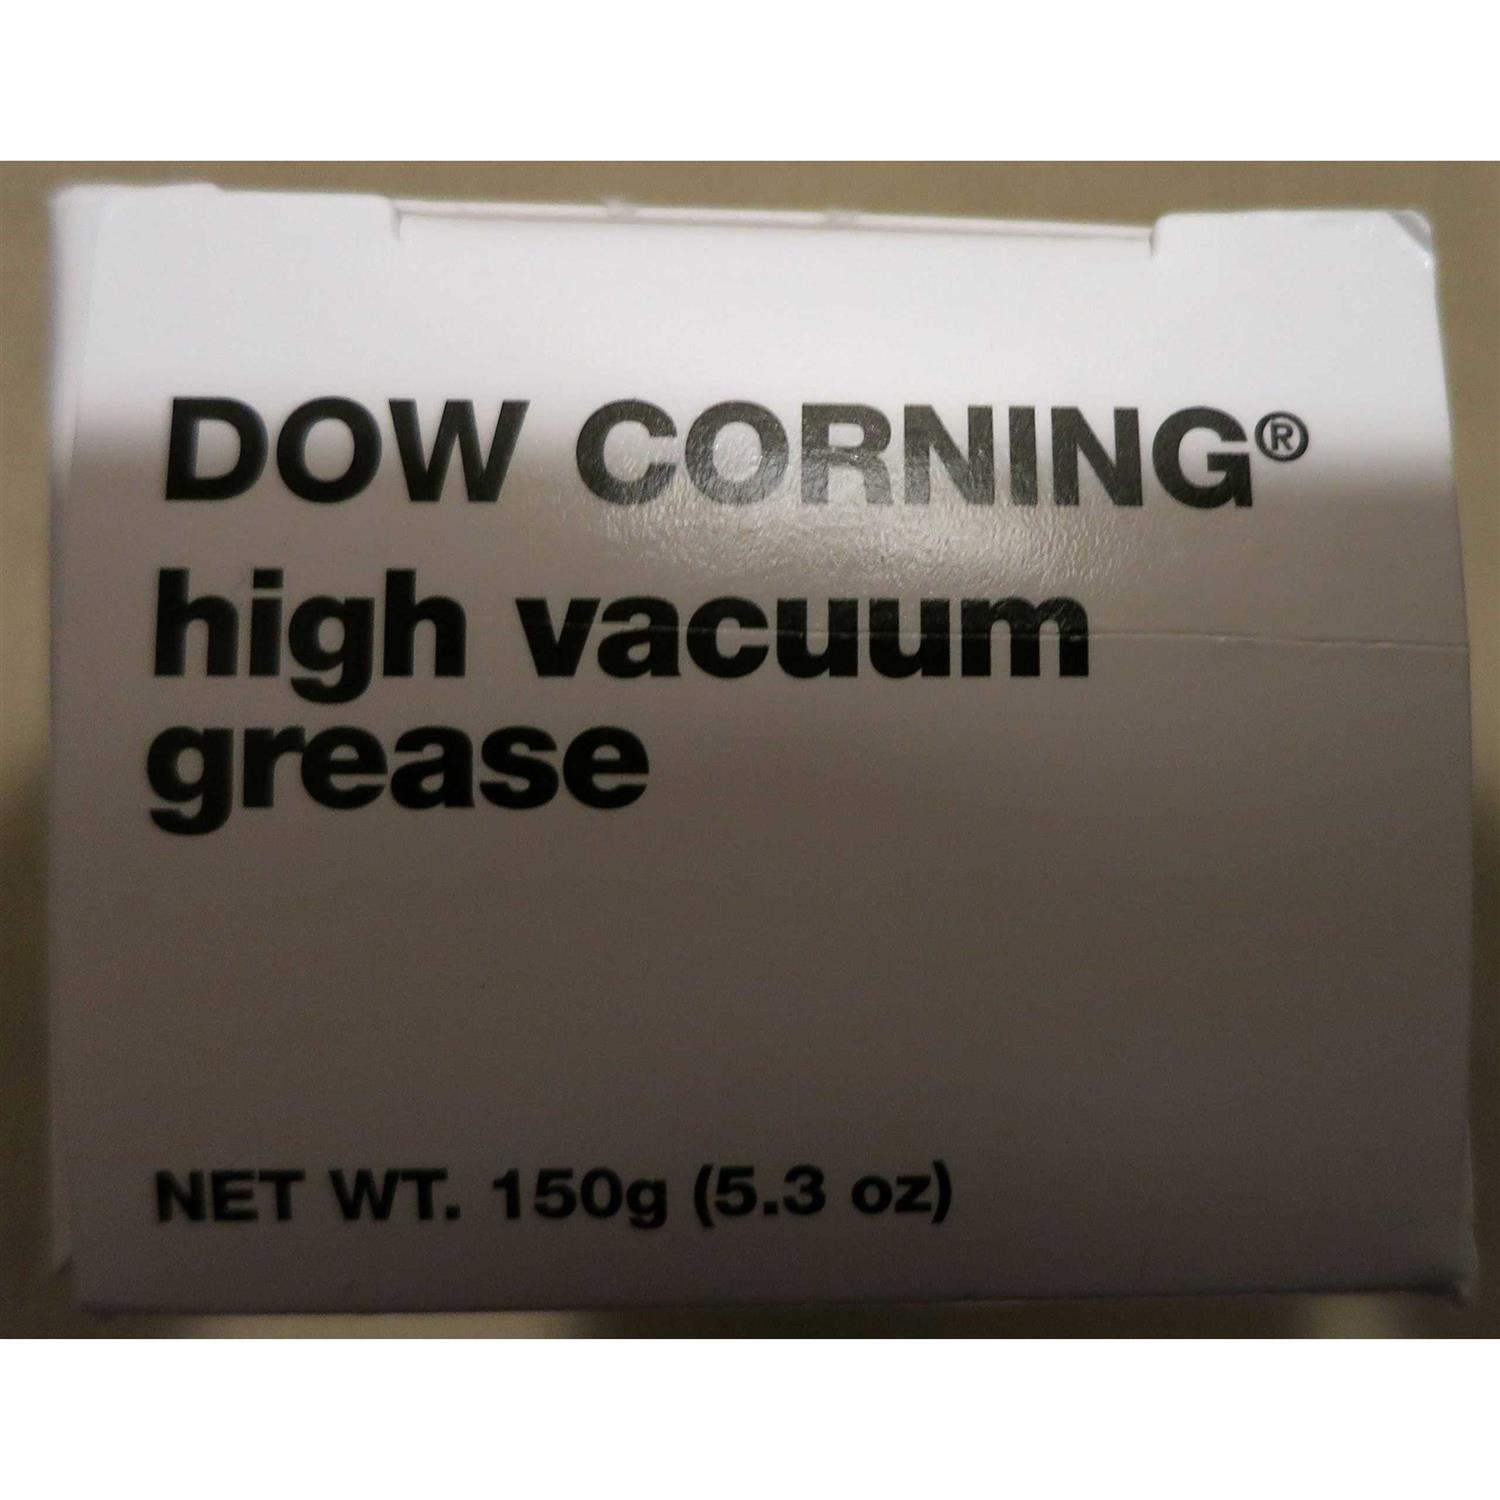 DOW CORNING®
high vacuum
grease
NET WT. 150g (5.3 oz)